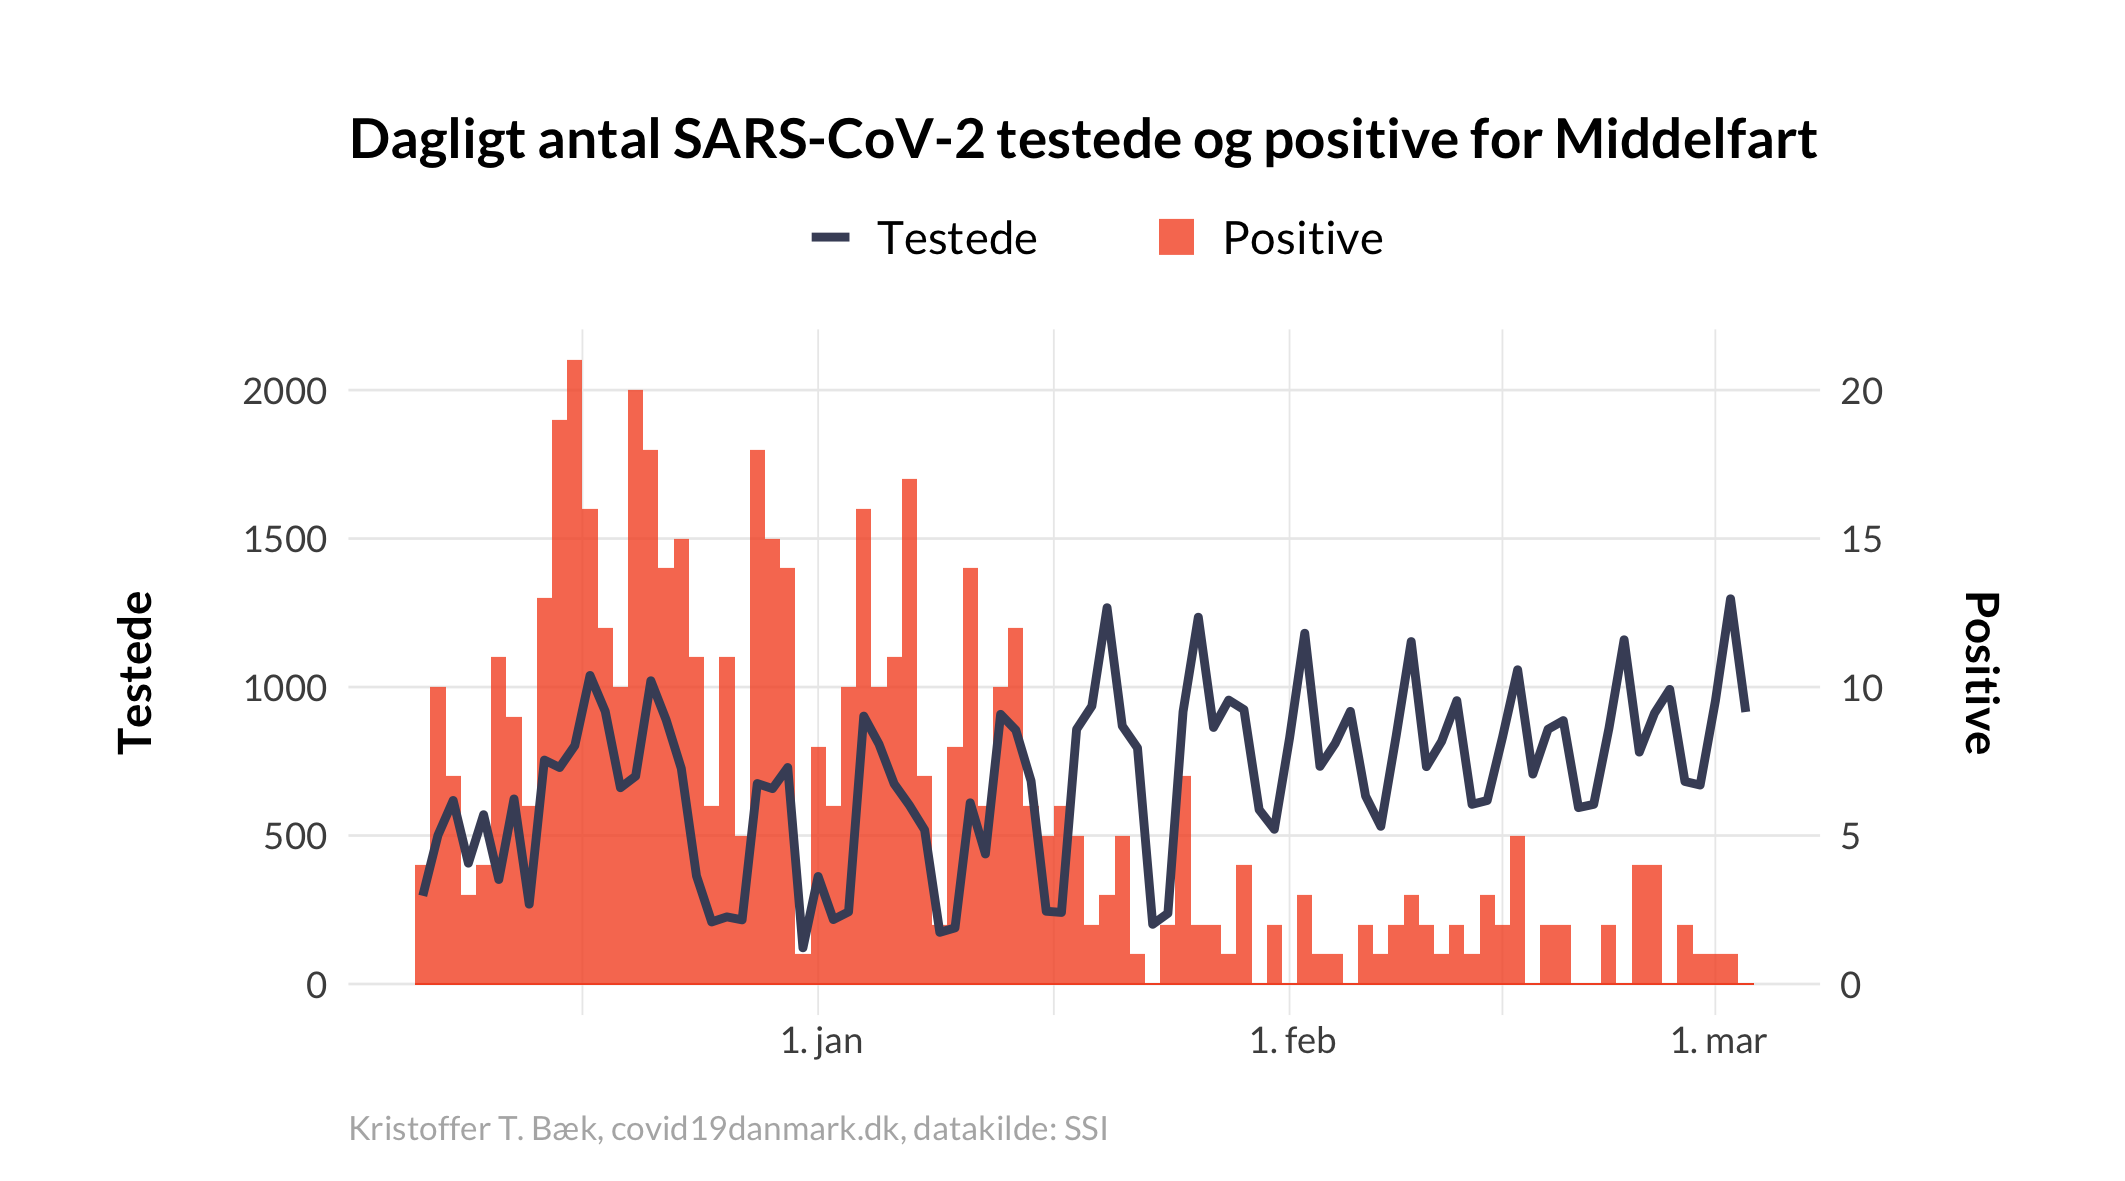 Dagligt antal SARS-CoV-2 testede og positive for Middelfart
Testede
Positive
2000
1500
1000
500
0
Testede
20
15
10
5
0
Positive
1. jan
1. feb
1. mar
Kristoffer T. Bæk, covid19danmark.dk, datakilde: SSI